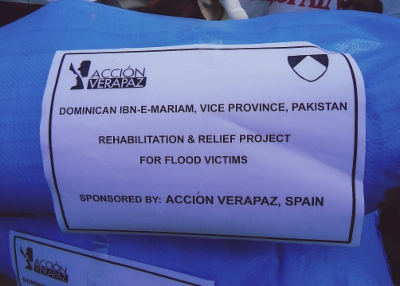 ACCIÓN
VERAPAZ
DOMINICAN IBN-E-MARIAM, VICE PROVINCE, PAKISTAN
REHABILITATION & RELIEF PROJECT
FOR FLOOD VICTIMS
SPONSORED BY: ACCIÓN VERAPAZ, SPAIN
ACCIÓN
VERAPAZ